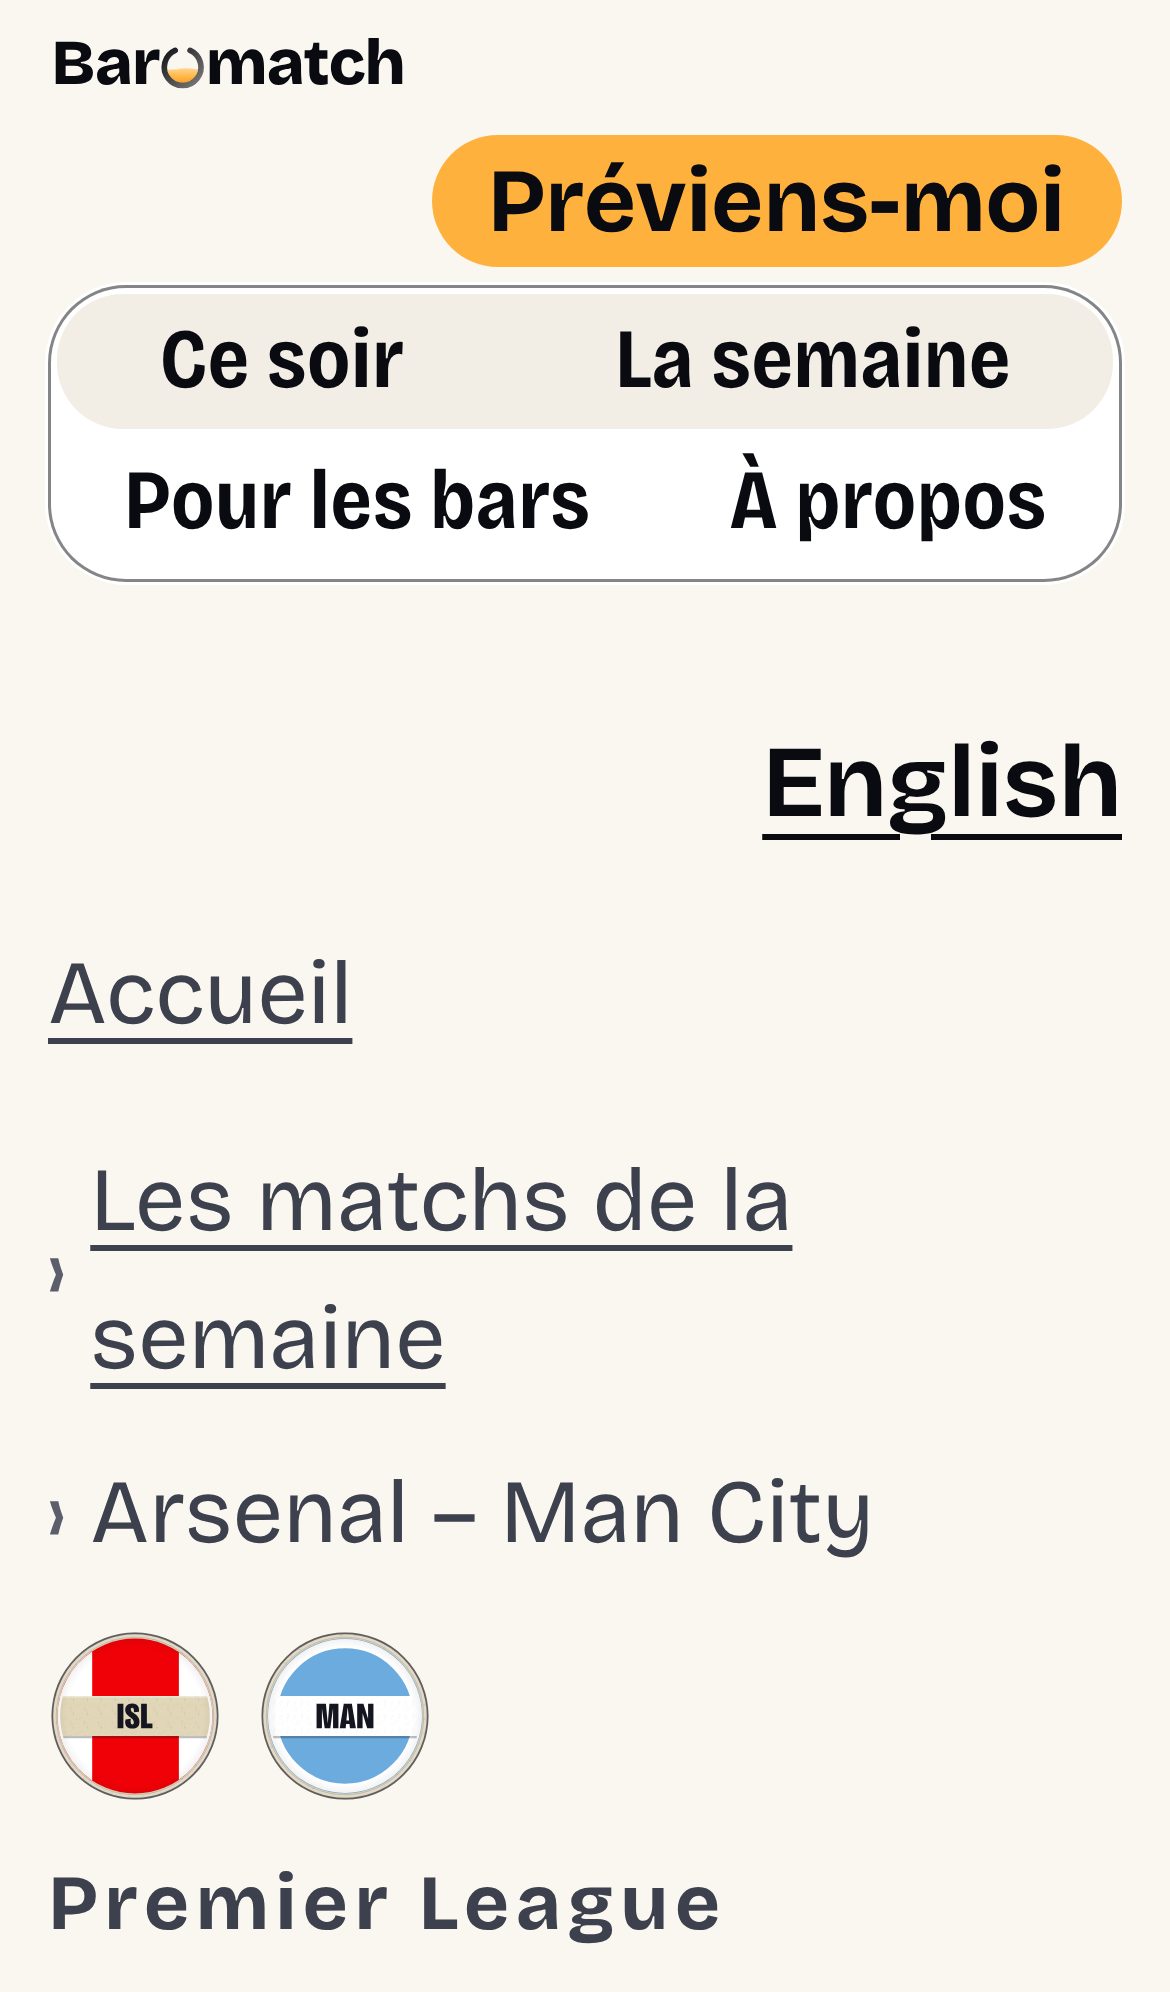 Baromatch
Préviens-moi
Ce soir La semaine
Pour les bars À propos
English
Accueil
Les matchs de la
semaine
› Arsenal – Man City
ISL MAN
Premier League